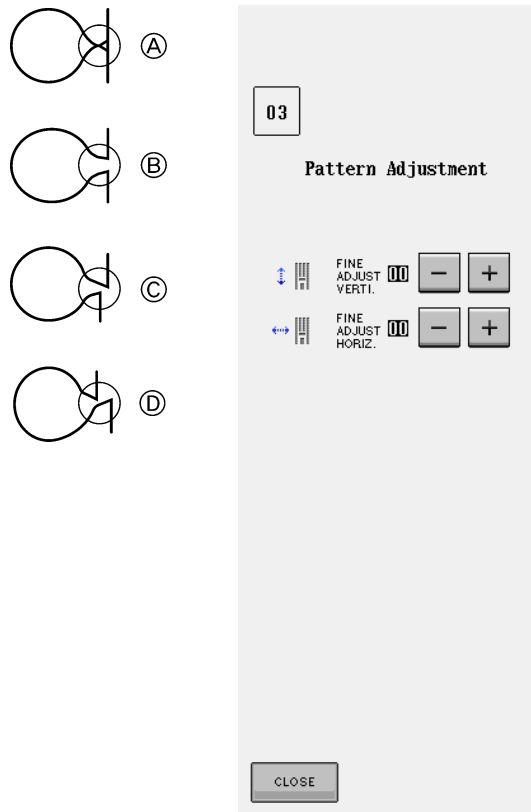 Ⓐ
Ⓑ
Ⓒ
Ⓓ
03
Pattern Adjustment
FINE
ADJUST 00 − +
VERTI.
FINE
ADJUST 00 − +
HORIZ.
CLOSE